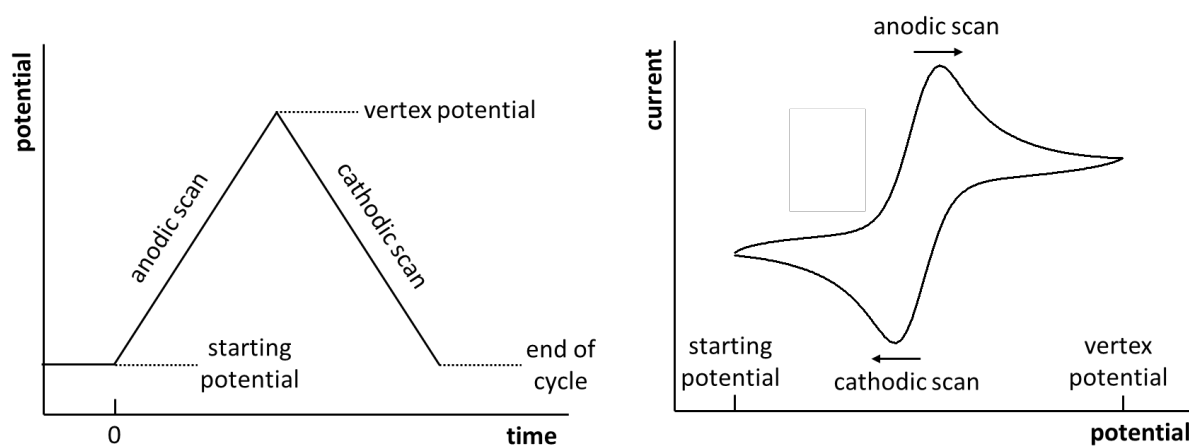 potential
anodic scan
cathodic scan
vertex potential
starting
potential
end of
cycle
0
time
current
anodic scan
cathodic scan
starting
potential
vertex
potential
potential